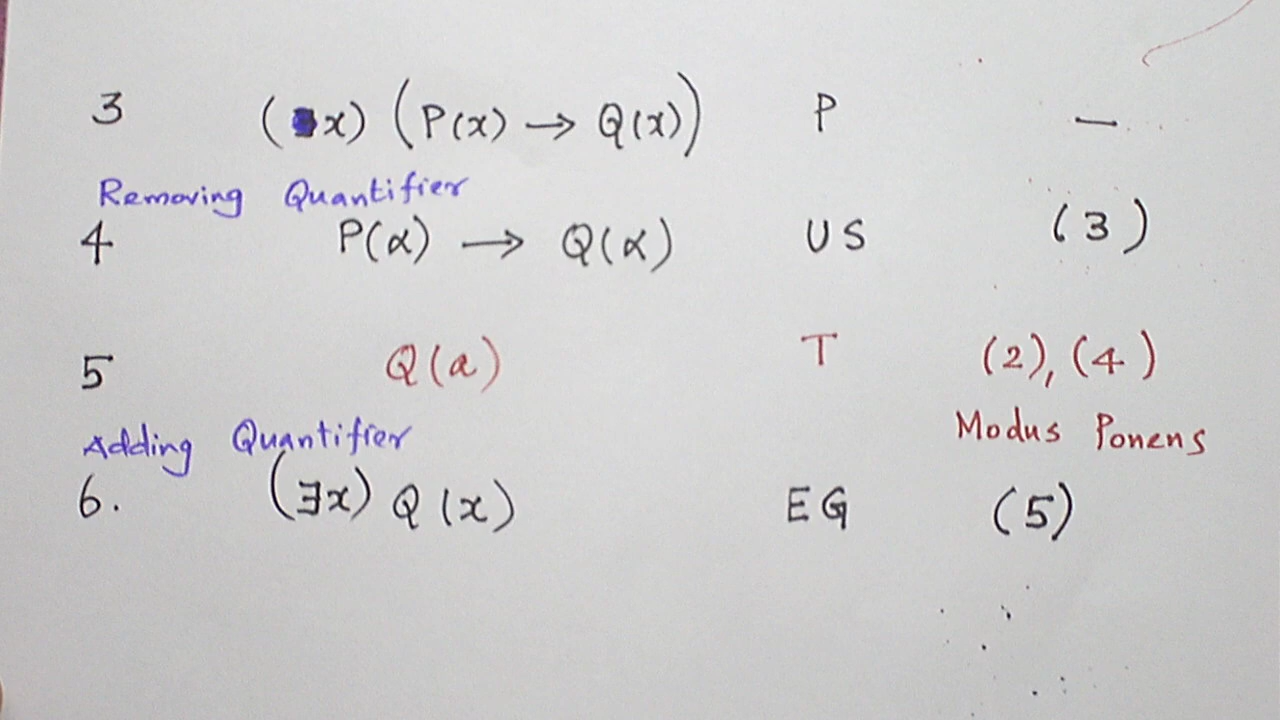 3 (x) (P(x) → Q(x)) P —
Removing Quantifier
4 P(α) → Q(α) US (3)
5 Q(a) T (2), (4)
Modus Ponens
Adding Quantifier
6. (∃x) Q(x) EG (5)